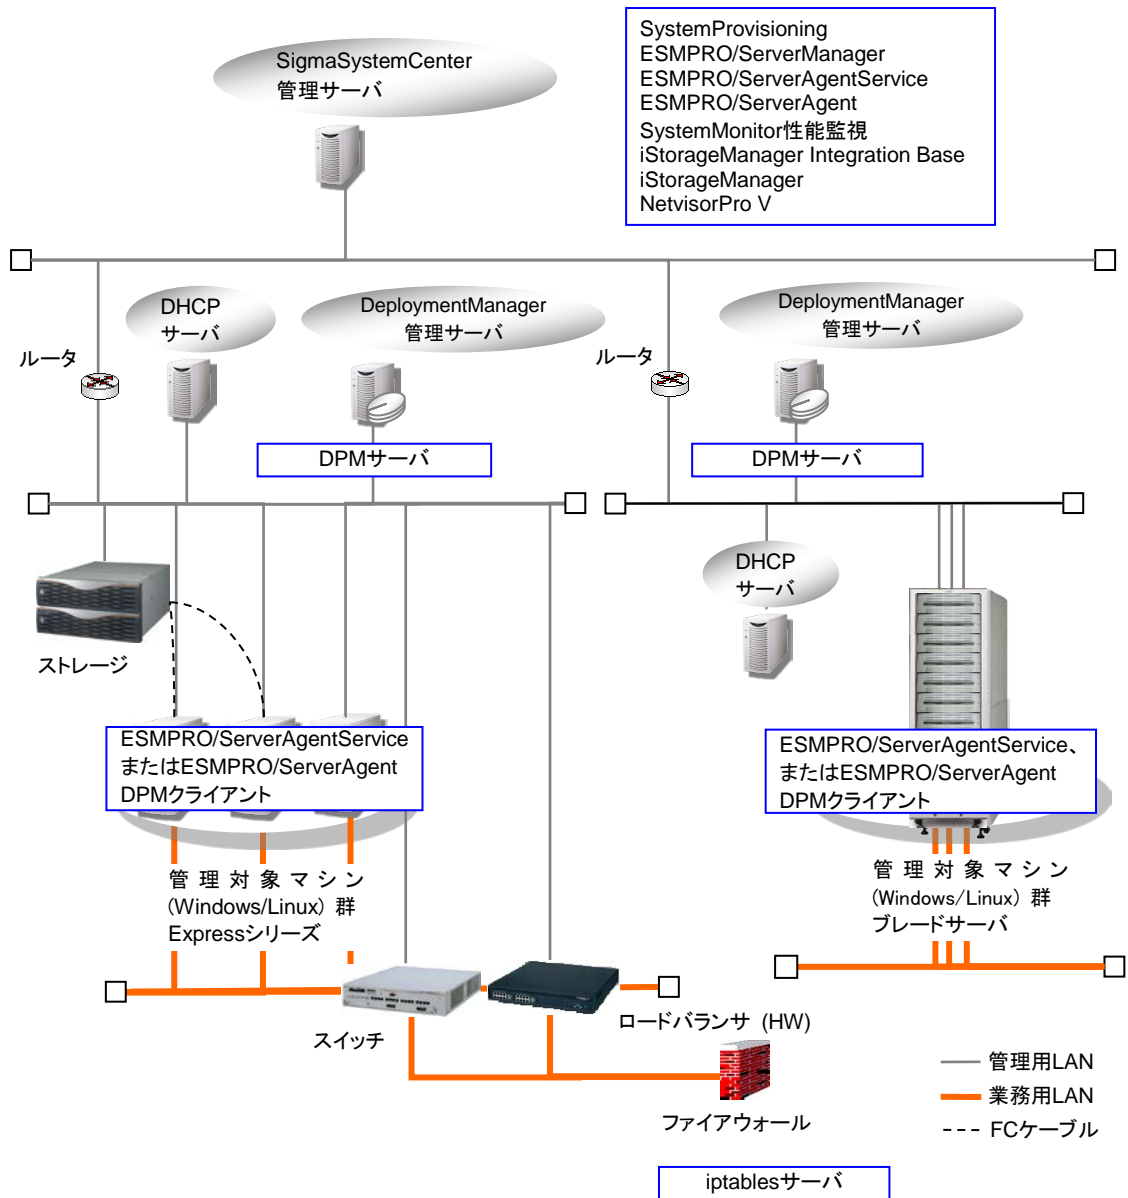 SigmaSystemCenter
管理サーバ
SystemProvisioning
ESMPRO/ServerManager
ESMPRO/ServerAgentService
ESMPRO/ServerAgent
SystemMonitor性能監視
iStorageManager Integration Base
iStorageManager
NetvisorPro V
DHCP
サーバ
DeploymentManager
管理サーバ
DeploymentManager
管理サーバ
ルータ
ルータ
DPMサーバ
DPMサーバ
DHCP
サーバ
ストレージ
ESMPRO/ServerAgentService
またはESMPRO/ServerAgent
DPMクライアント
ESMPRO/ServerAgentService、
またはESMPRO/ServerAgent
DPMクライアント
管理対象マシン
(Windows/Linux) 群
Expressシリーズ
管理対象マシン
(Windows/Linux) 群
ブレードサーバ
スイッチ
ロードバランサ (HW)
ファイアウォール
管理用LAN
業務用LAN
FCケーブル
iptablesサーバ